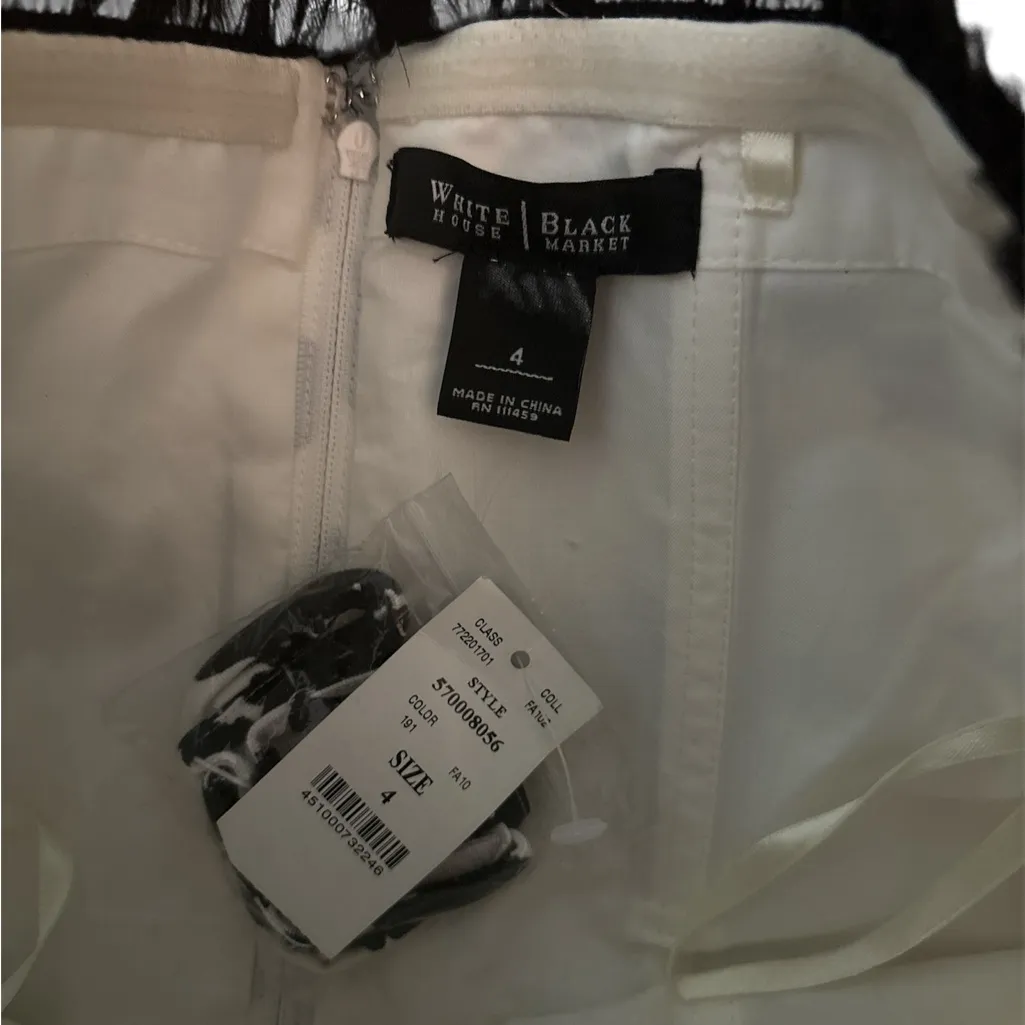 WHITE HOUSE | BLACK MARKET
4
MADE IN CHINA
RN 111459
CLASS
772201701
COLL
STYLE
570008056
COLOR
191
FA10
SIZE
4
451000732246